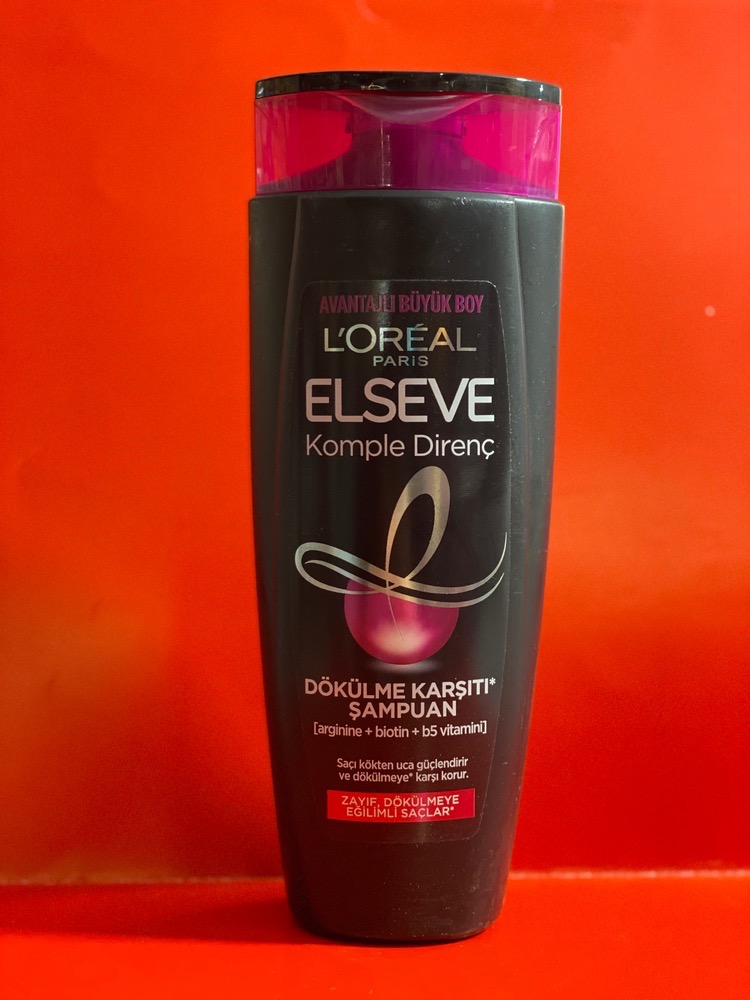 AVANTAJLI BÜYÜK BOY
L'ORÉAL
PARIS
ELSEVE
Komple Direnç
DÖKÜLME KARŞITI*
ŞAMPUAN
[arginine + biotin + b5 vitamini]
Saçı kökten uca güçlendirir
ve dökülmeye* karşı korur.
ZAYIF, DÖKÜLMEYE
EĞİLİMLİ SAÇLAR*